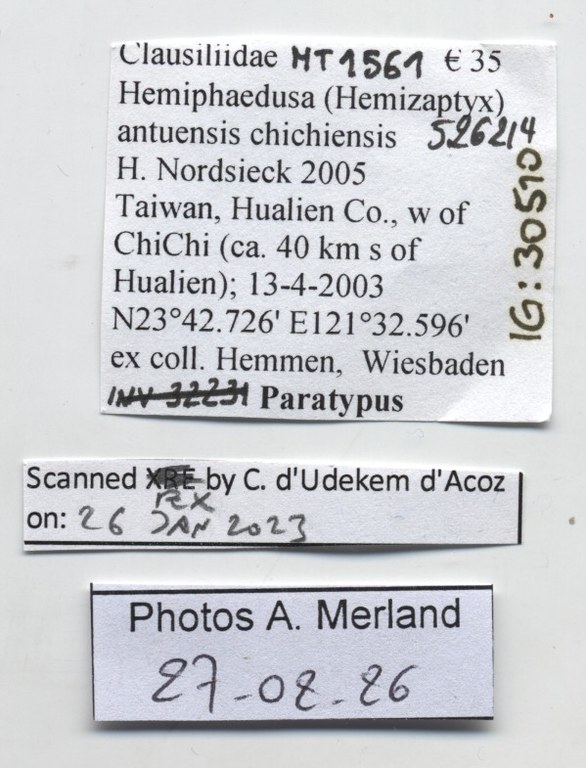 Clausiliidae MT1561 € 35
Hemiphaedusa (Hemizaptyx)
antuensis chichiensis 526214
H. Nordsieck 2005
Taiwan, Hualien Co., w of
ChiChi (ca. 40 km s of
Hualien); 13-4-2003
N23°42.726' E121°32.596'
ex coll. Hemmen, Wiesbaden
INV 32231 Paratypus
IG: 30510
Scanned XRE by C. d'Udekem d'Acoz
REX
on: 26 JAN 2023
Photos A. Merland
27-02-26